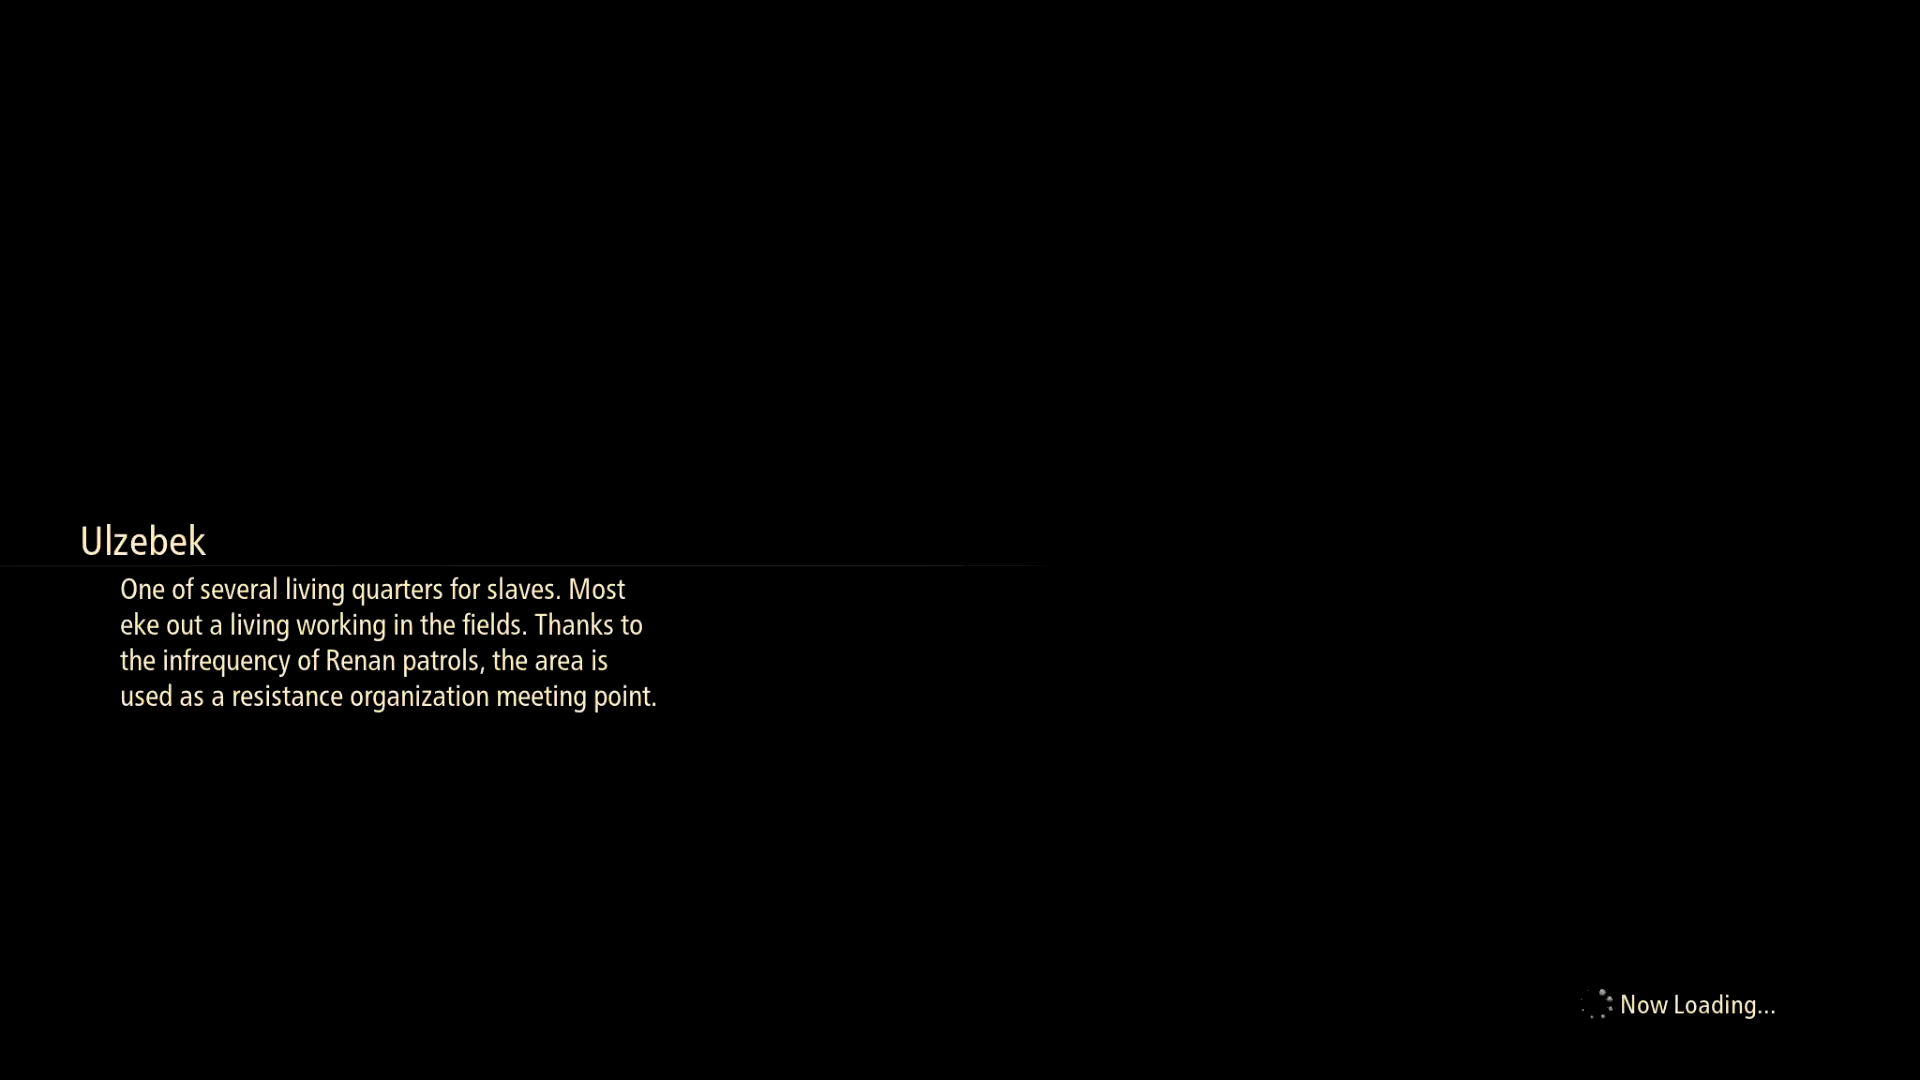 Ulzebek
One of several living quarters for slaves. Most
eke out a living working in the fields. Thanks to
the infrequency of Renan patrols, the area is
used as a resistance organization meeting point.
Now Loading...